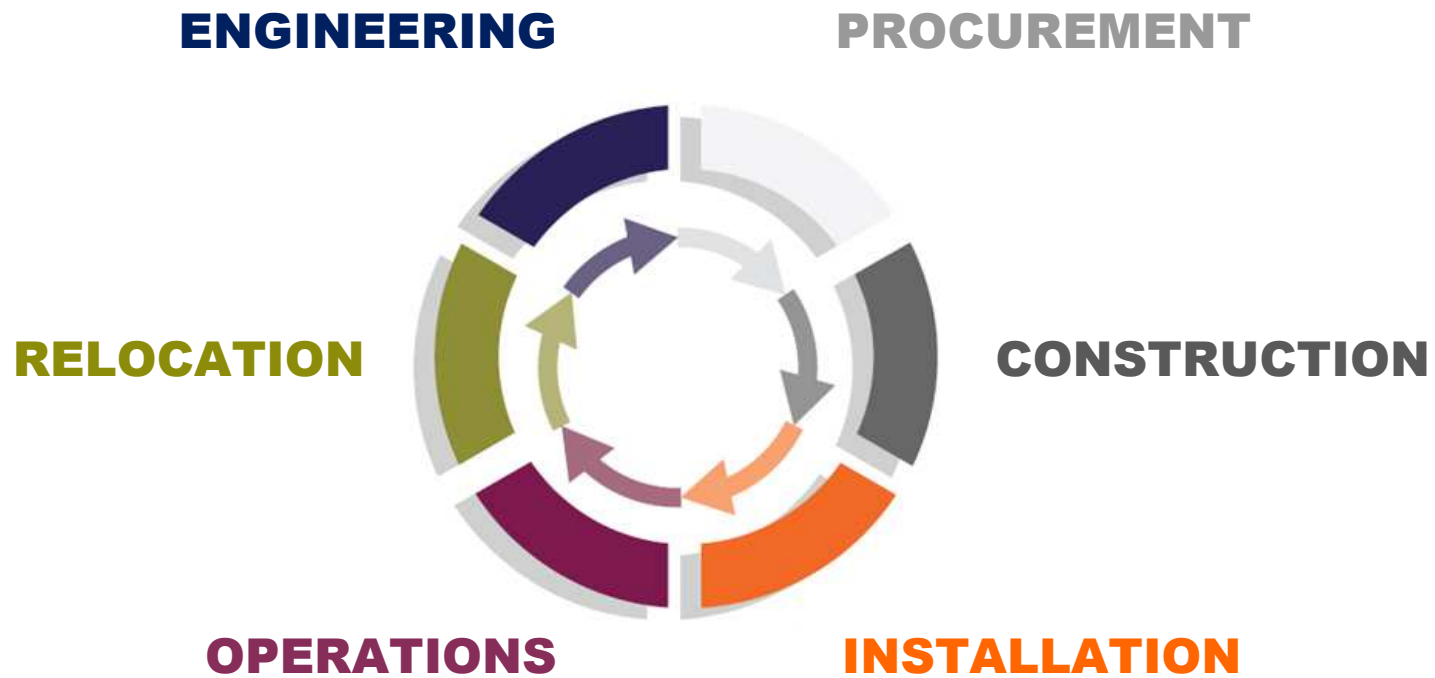 ENGINEERING PROCUREMENT
RELOCATION CONSTRUCTION
OPERATIONS INSTALLATION